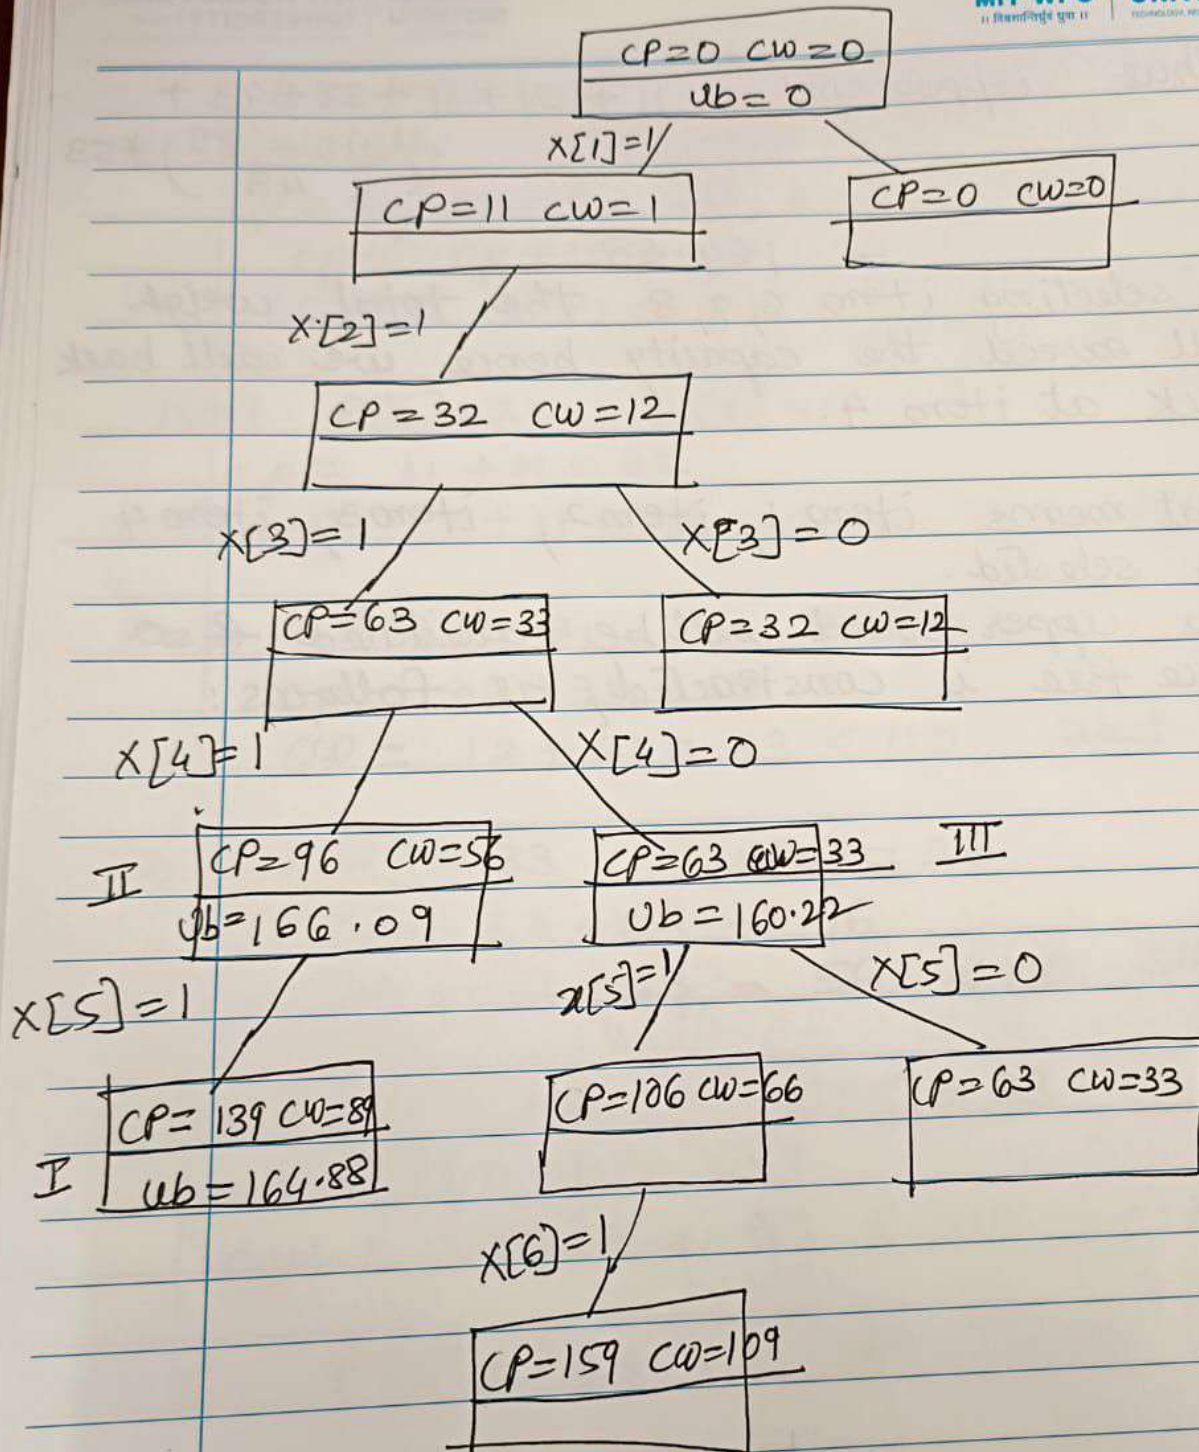 CP=0 CW=0
Ub=0
X[1]=1
CP=11 CW=1
CP=0 CW=0
X[2]=1
CP=32 CW=12
X[3]=1
X[3]=0
CP=63 CW=33
CP=32 CW=12
X[4]=1
X[4]=0
II
CP=96 CW=56
Ub=166.09
CP=63 CW=33
III
Ub=160.22
X[5]=1
x[5]=1
X[5]=0
CP=139 CW=89
I
Ub=164.88
CP=106 CW=66
CP=63 CW=33
X[6]=1
CP=159 CW=109